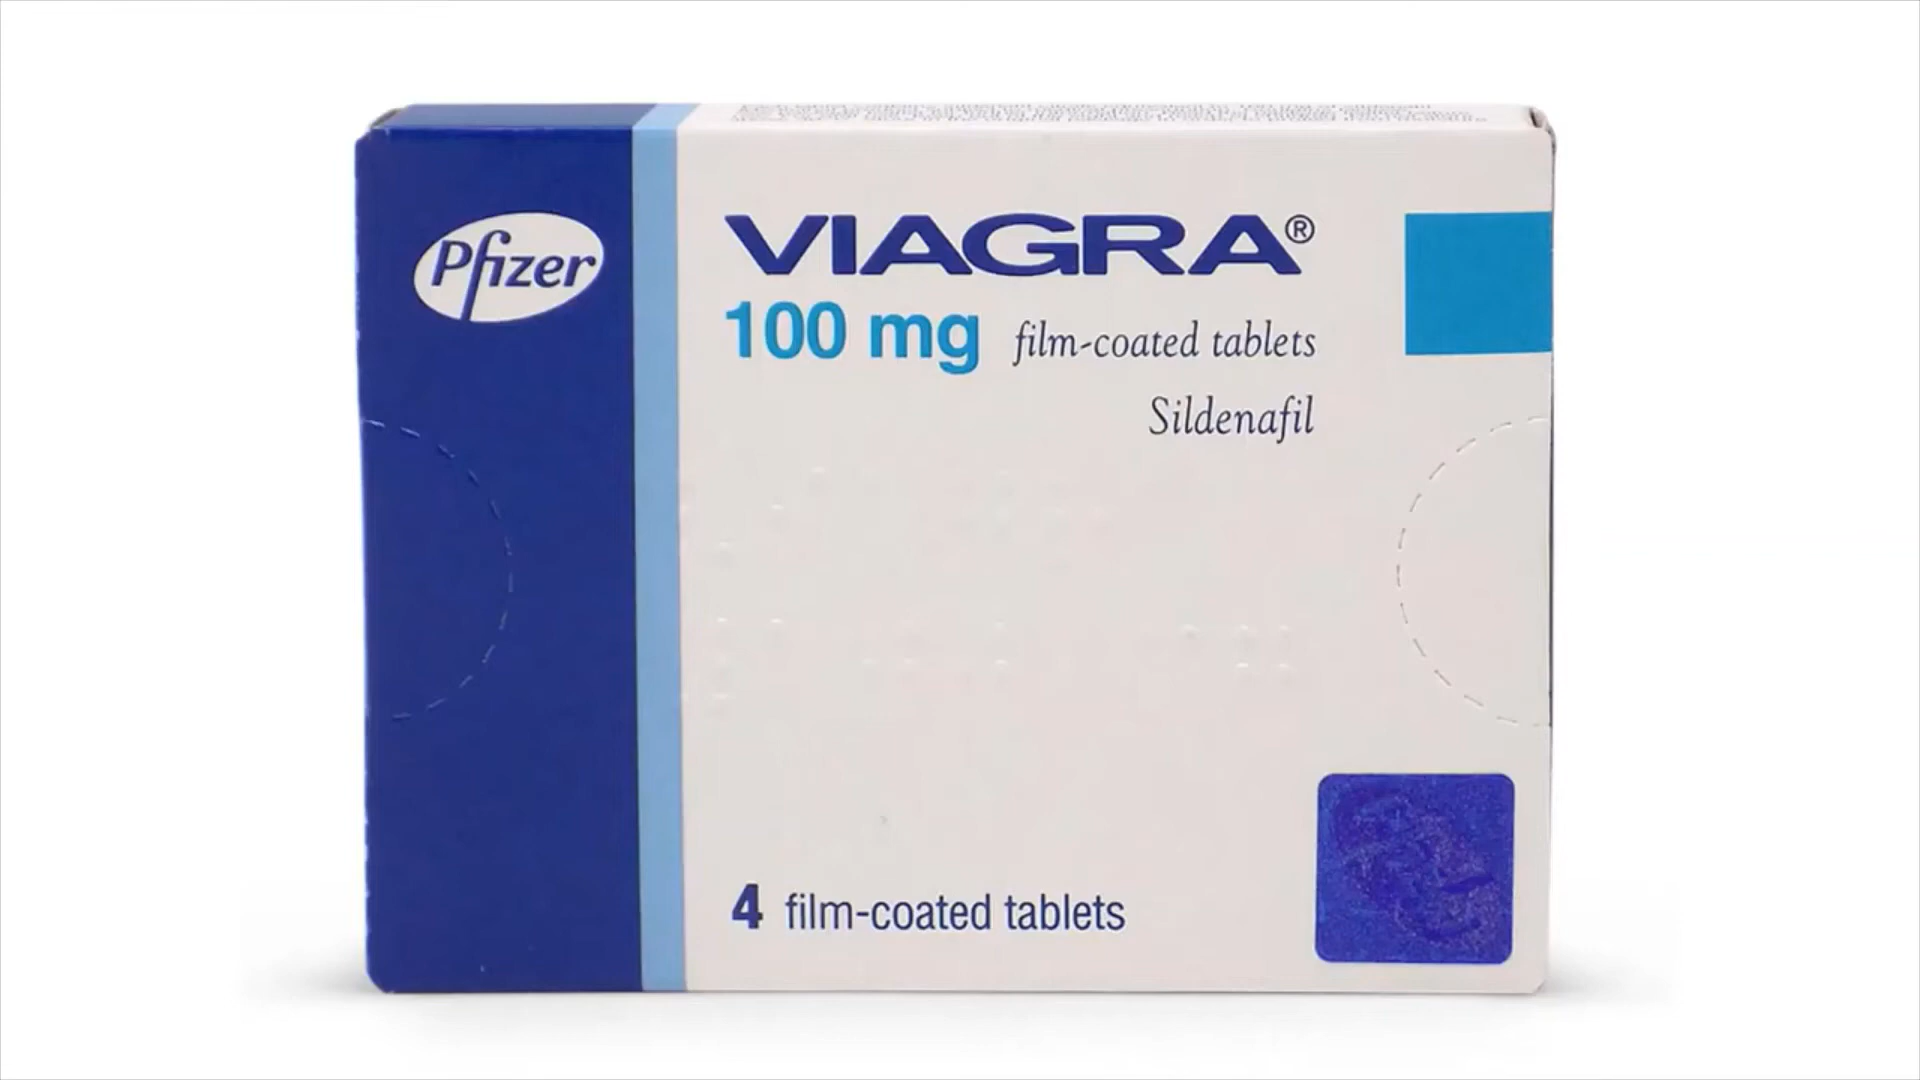 Pfizer
VIAGRA®
100 mg film-coated tablets
Sildenafil
4 film-coated tablets